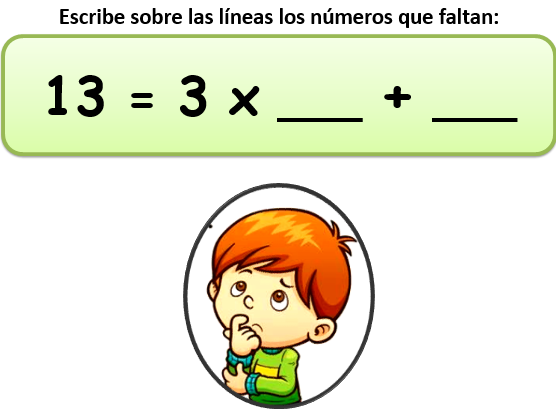 Escribe sobre las líneas los números que faltan:
13 = 3 x ___ + ___